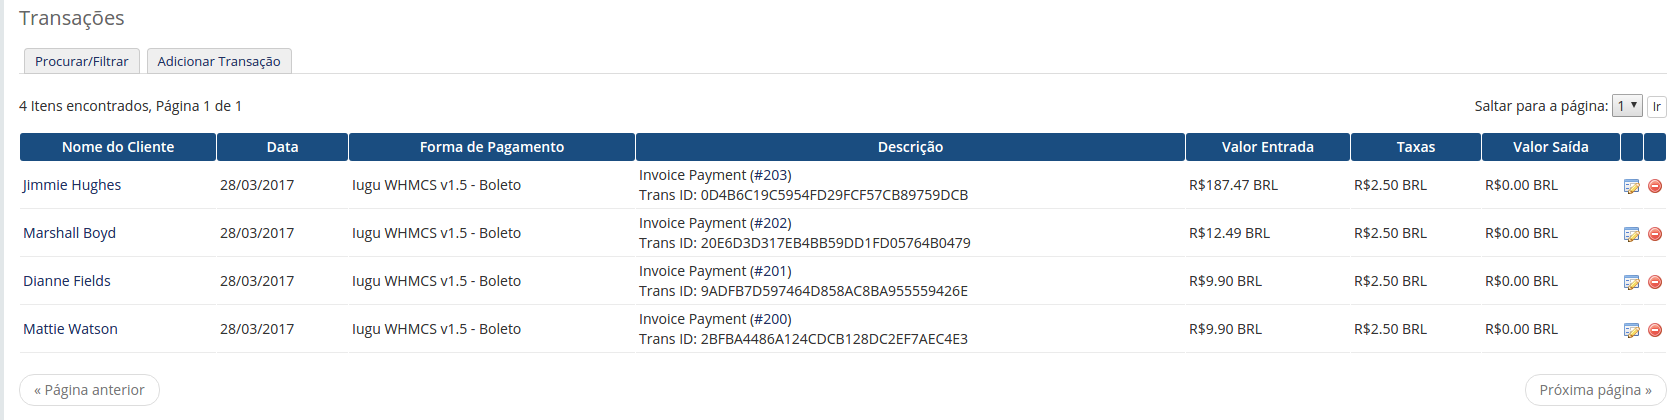 Transações
Procurar/Filtrar Adicionar Transação
4 Itens encontrados, Página 1 de 1 Saltar para a página: 1 Ir
Nome do Cliente Data Forma de Pagamento Descrição Valor Entrada Taxas Valor Saída
Jimmie Hughes 28/03/2017 Iugu WHMCS v1.5 - Boleto Invoice Payment (#203) R$187.47 BRL R$2.50 BRL R$0.00 BRL
Trans ID: 0D4B6C19C5954FD29FCF57CB89759DCB
Marshall Boyd 28/03/2017 Iugu WHMCS v1.5 - Boleto Invoice Payment (#202) R$12.49 BRL R$2.50 BRL R$0.00 BRL
Trans ID: 20E6D3D317EB4BB59DD1FD05764B0479
Dianne Fields 28/03/2017 Iugu WHMCS v1.5 - Boleto Invoice Payment (#201) R$9.90 BRL R$2.50 BRL R$0.00 BRL
Trans ID: 9ADFB7D597464D858AC8BA955559426E
Mattie Watson 28/03/2017 Iugu WHMCS v1.5 - Boleto Invoice Payment (#200) R$9.90 BRL R$2.50 BRL R$0.00 BRL
Trans ID: 2BFBA4486A124CDCB128DC2EF7AEC4E3
« Página anterior Próxima página »